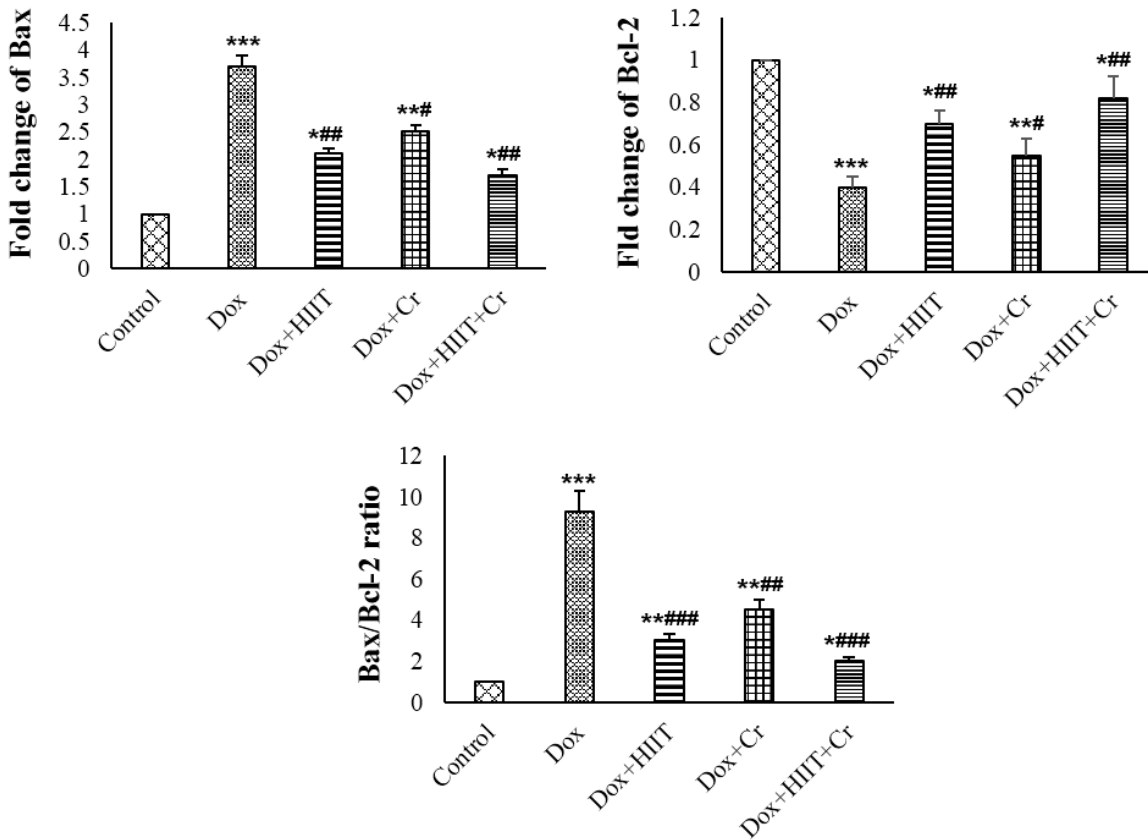 Fold change of Bax
4.5
4
3.5
3
2.5
2
1.5
1
0.5
0
***
*##
**#
*##
Control
Dox
Dox+HIIT
Dox+Cr
Dox+HIIT+Cr
Fld change of Bcl-2
1.2
1
0.8
0.6
0.4
0.2
0
***
*##
**#
*##
Control
Dox
Dox+HIIT
Dox+Cr
Dox+HIIT+Cr
Bax/Bcl-2 ratio
12
10
8
6
4
2
0
***
**###
**##
*###
Control
Dox
Dox+HIIT
Dox+Cr
Dox+HIIT+Cr